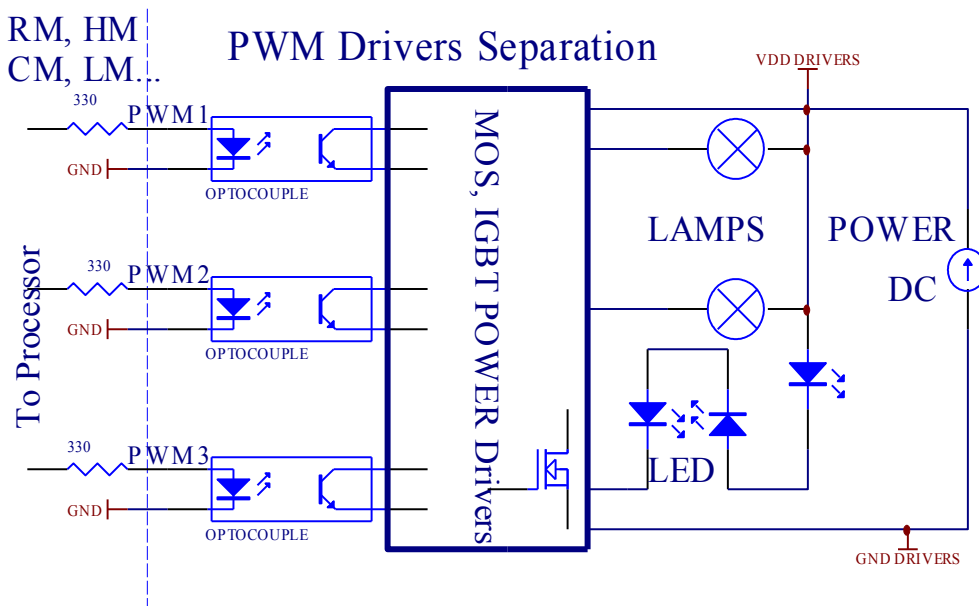 RM, HM
CM, LM...
PWM Drivers Separation
VDD DRIVERS
330
PWM1
GND
OPTOCOUPLE
LAMPS
POWER
DC
330
PWM2
GND
OPTOCOUPLE
To Processor
MOS, IGBT POWER Drivers
330
PWM3
GND
OPTOCOUPLE
LED
GND DRIVERS